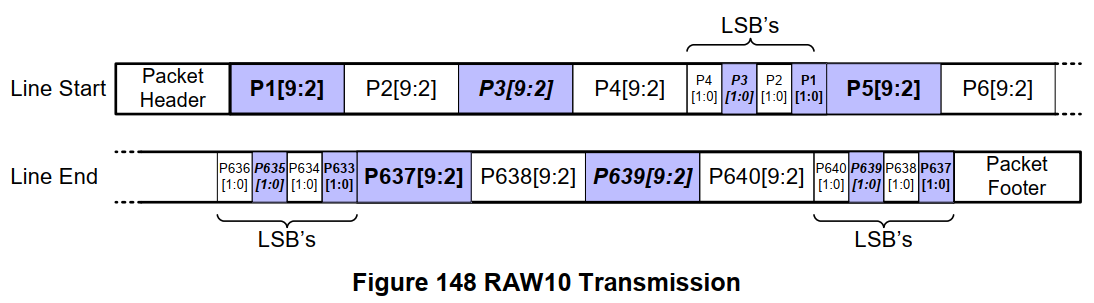 LSB's
Line Start Packet Header P1[9:2] P2[9:2] P3[9:2] P4[9:2] P4 [1:0] P3 [1:0] P2 [1:0] P1 [1:0] P5[9:2] P6[9:2]
Line End P636 [1:0] P635 [1:0] P634 [1:0] P633 [1:0] P637[9:2] P638[9:2] P639[9:2] P640[9:2] P640 [1:0] P639 [1:0] P638 [1:0] P637 [1:0] Packet Footer
LSB's LSB's
Figure 148 RAW10 Transmission